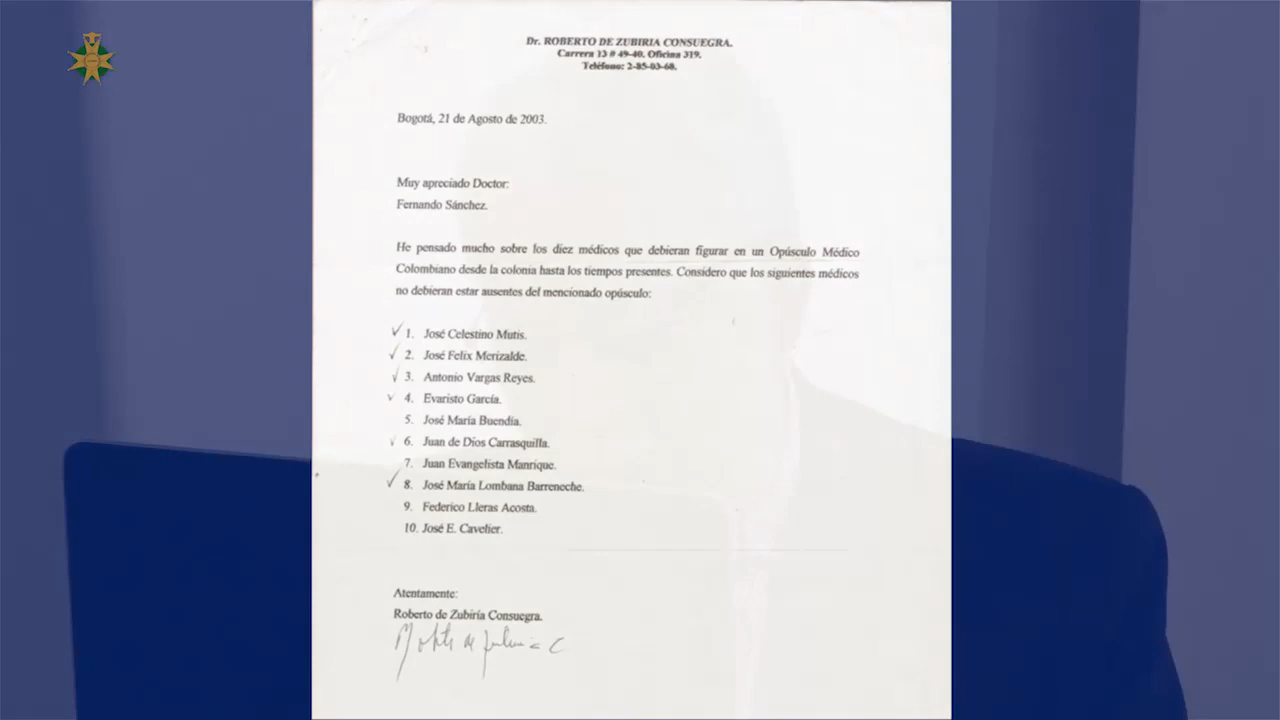 Dr. ROBERTO DE ZUBIRIA CONSUEGRA.
Carrera 13 # 49-40. Oficina 319.
Teléfono: 2-85-03-68.
Bogotá, 21 de Agosto de 2003.
Muy apreciado Doctor:
Fernando Sánchez.
He pensado mucho sobre los diez médicos que debieran figurar en un Opúsculo Médico
Colombiano desde la colonia hasta los tiempos presentes. Considero que los siguientes médicos
no debieran estar ausentes del mencionado opúsculo:
✓ 1. José Celestino Mutis.
✓ 2. José Felix Merizalde.
✓ 3. Antonio Vargas Reyes.
✓ 4. Evaristo García.
5. José María Buendía.
✓ 6. Juan de Dios Carrasquilla.
7. Juan Evangelista Manrique.
✓ 8. José María Lombana Barreneche.
9. Federico Lleras Acosta.
10. José E. Cavelier.
Atentamente:
Roberto de Zubiría Consuegra.
Roberto de Zubiria C